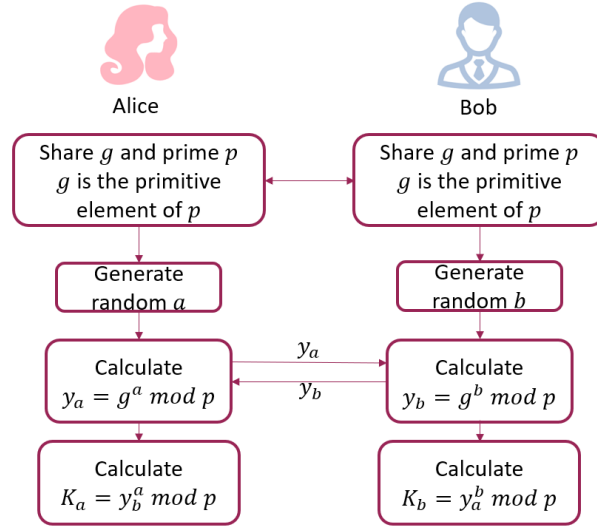 Alice
Bob
Share g and prime p
g is the primitive
element of p
Share g and prime p
g is the primitive
element of p
Generate
random a
Generate
random b
y_a
y_b
Calculate
y_a = g^a mod p
Calculate
y_b = g^b mod p
Calculate
K_a = y_b^a mod p
Calculate
K_b = y_a^b mod p